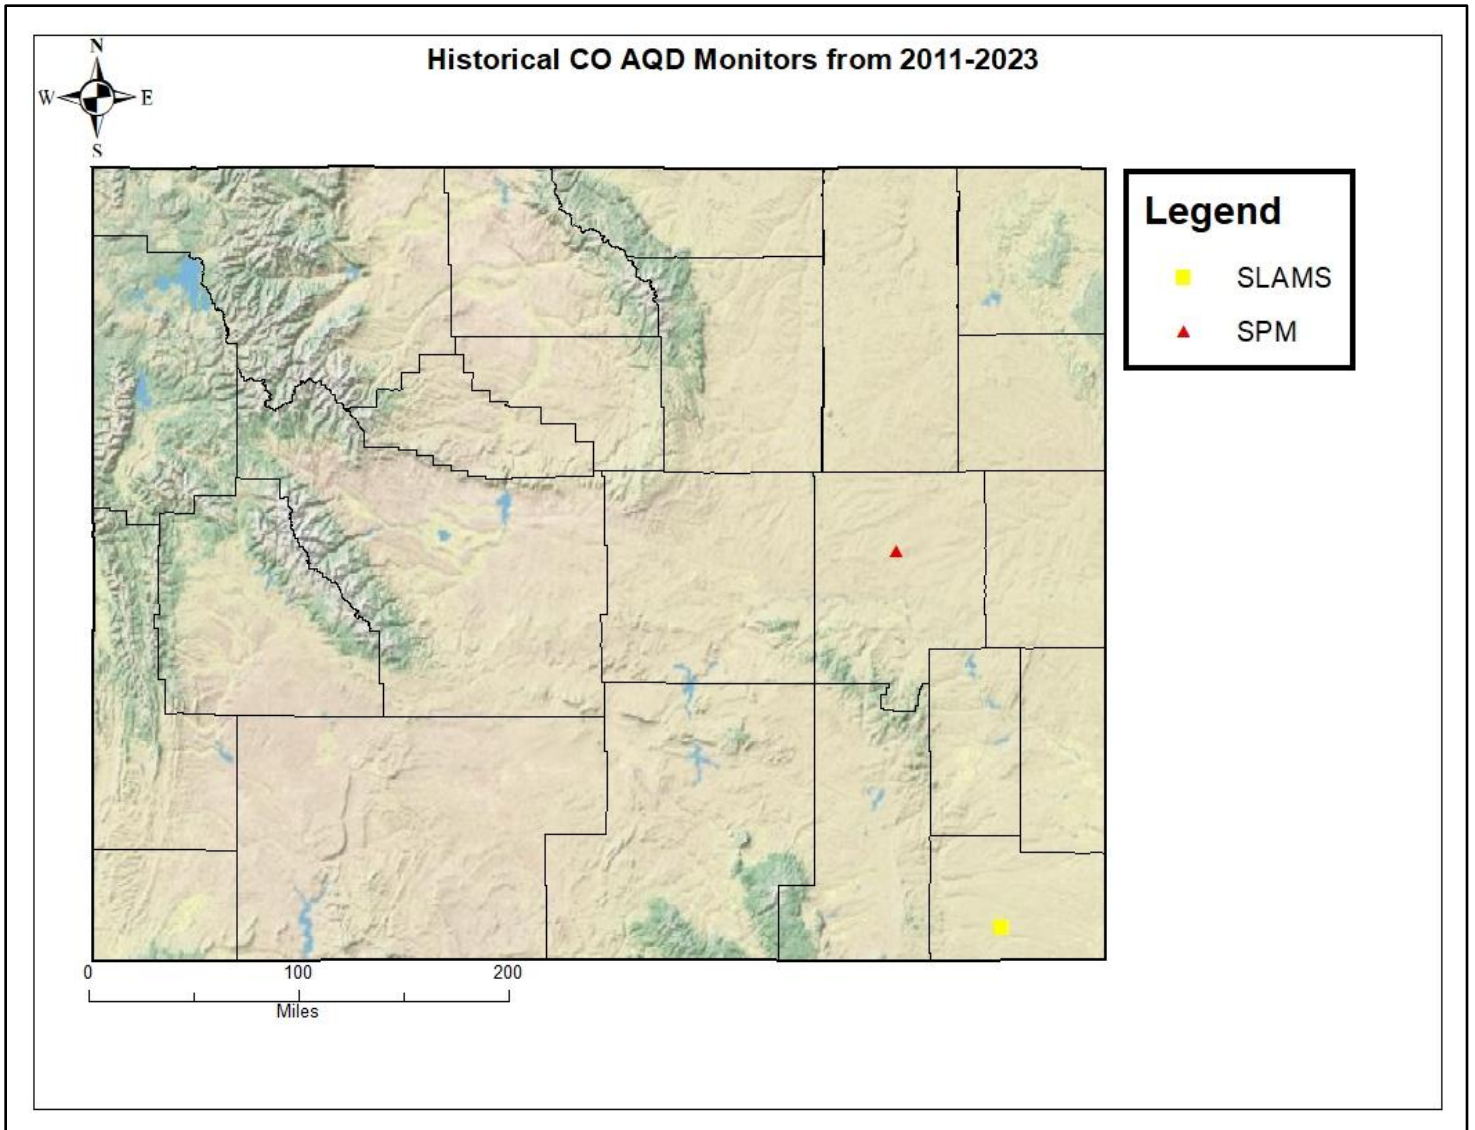 N
Historical CO AQD Monitors from 2011-2023
W E
S
Legend
SLAMS
SPM
0 100 200
Miles